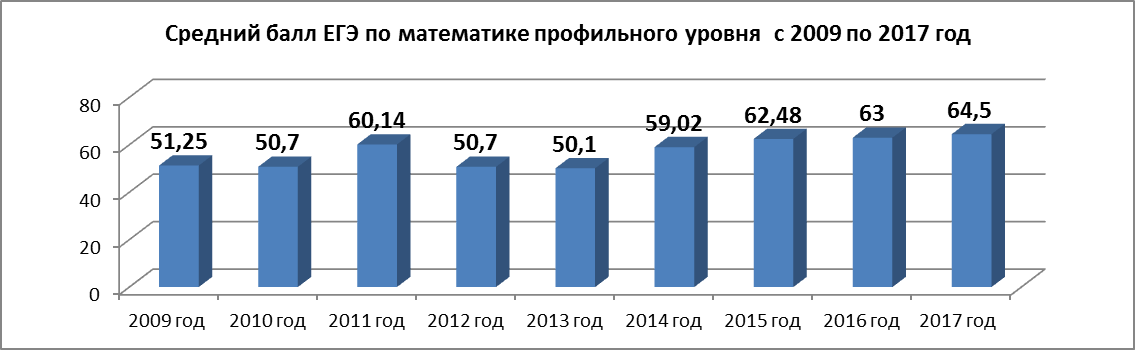 Средний балл ЕГЭ по математике профильного уровня с 2009 по 2017 год
80
60
40
20
0
51,25
50,7
60,14
50,7
50,1
59,02
62,48
63
64,5
2009 год
2010 год
2011 год
2012 год
2013 год
2014 год
2015 год
2016 год
2017 год